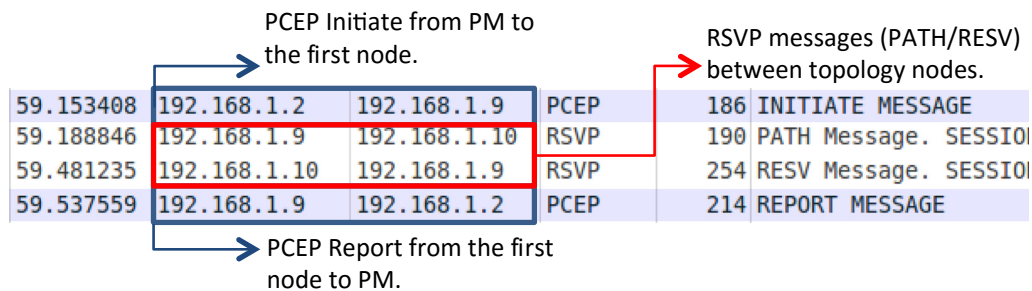 PCEP Initiate from PM to
the first node.
RSVP messages (PATH/RESV)
between topology nodes.
59.153408 192.168.1.2 192.168.1.9 PCEP 186 INITIATE MESSAGE
59.188846 192.168.1.9 192.168.1.10 RSVP 190 PATH Message. SESSION
59.481235 192.168.1.10 192.168.1.9 RSVP 254 RESV Message. SESSION
59.537559 192.168.1.9 192.168.1.2 PCEP 214 REPORT MESSAGE
PCEP Report from the first
node to PM.